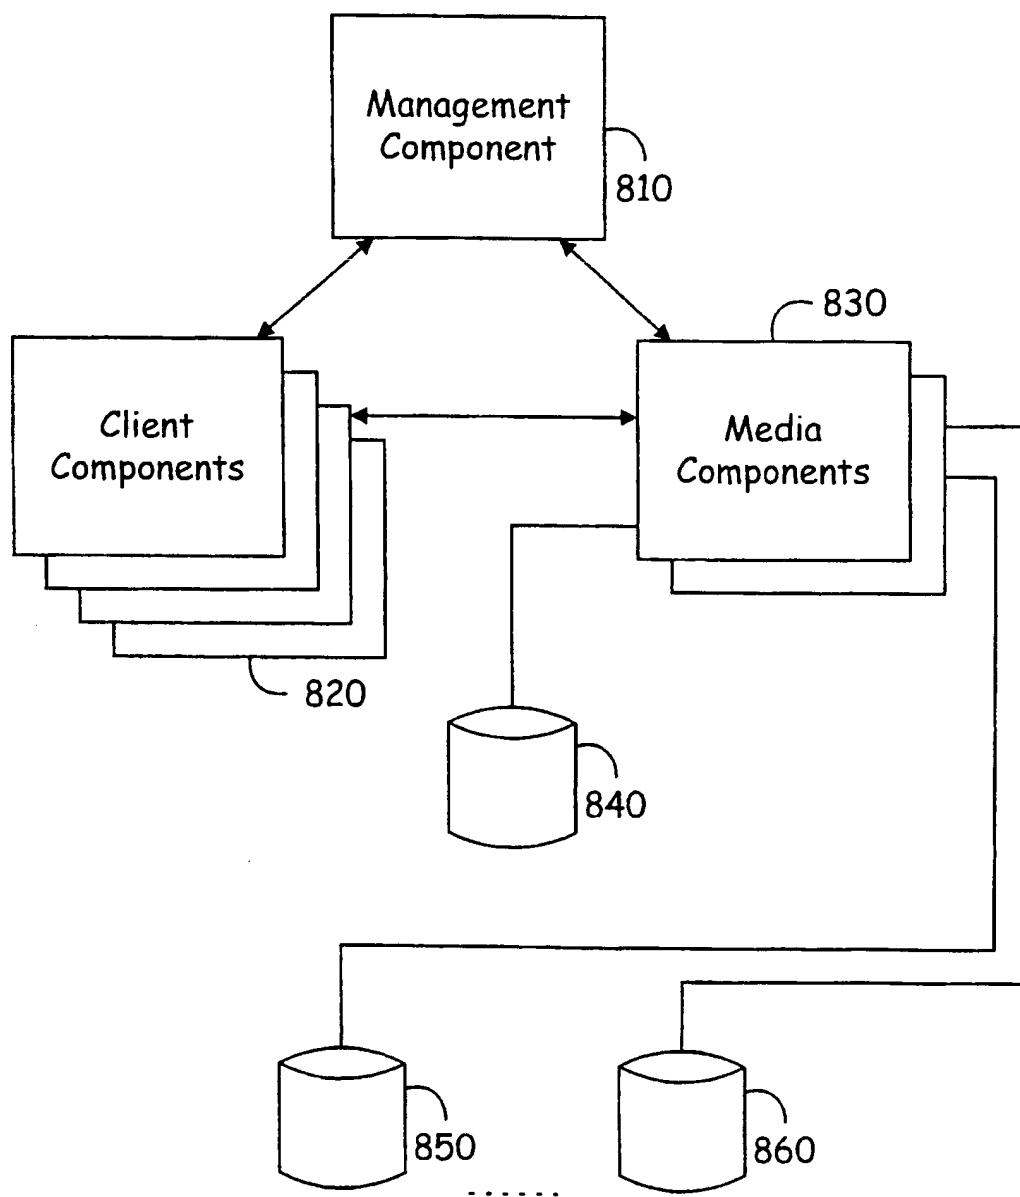 Management
Component
810
830
Client
Components
Media
Components
820
840
850
860
......